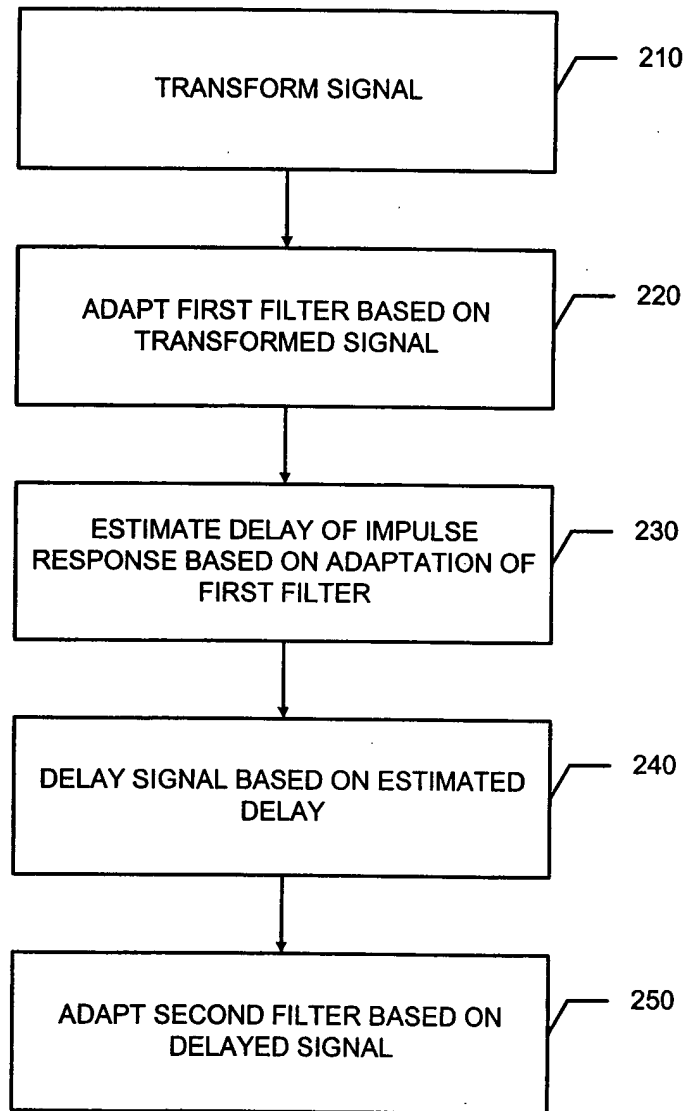 TRANSFORM SIGNAL
210
ADAPT FIRST FILTER BASED ON
TRANSFORMED SIGNAL
220
ESTIMATE DELAY OF IMPULSE
RESPONSE BASED ON ADAPTATION OF
FIRST FILTER
230
DELAY SIGNAL BASED ON ESTIMATED
DELAY
240
ADAPT SECOND FILTER BASED ON
DELAYED SIGNAL
250